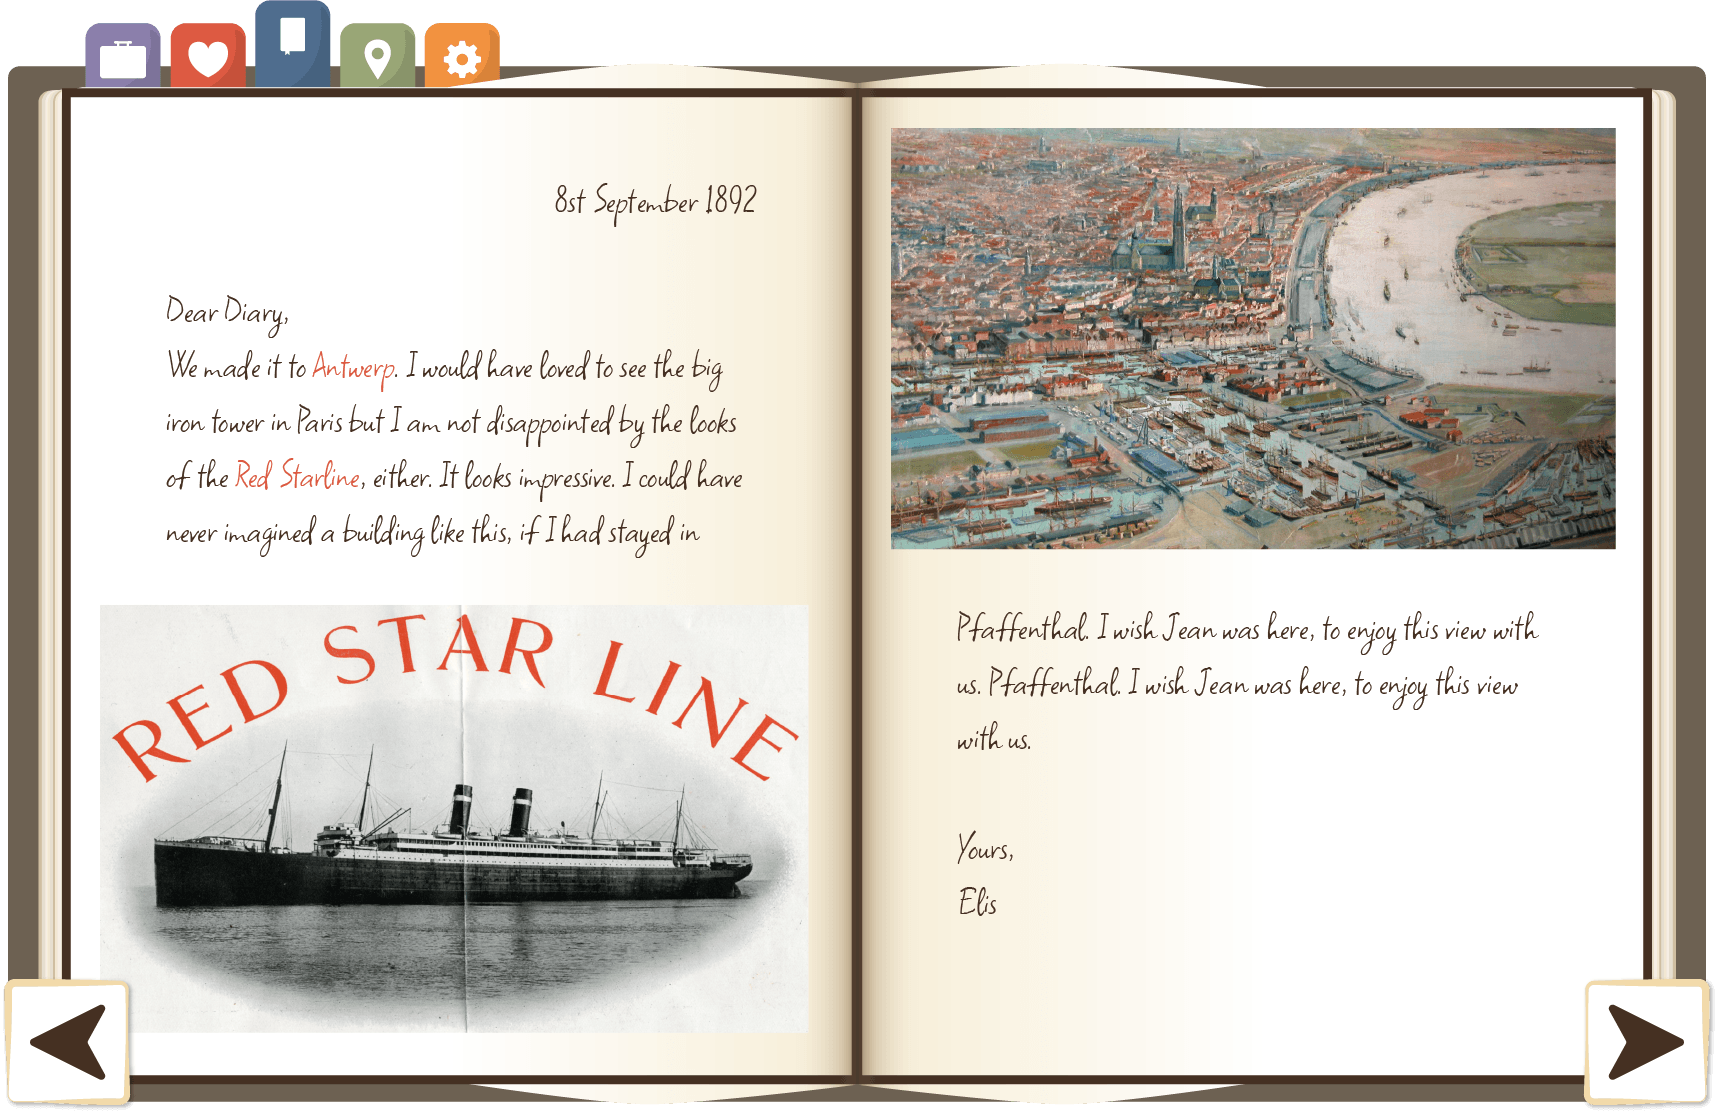 8st September 1892
Dear Diary,
We made it to Antwerp. I would have loved to see the big
iron tower in Paris but I am not disappointed by the looks
of the Red Starline, either. It looks impressive. I could have
never imagined a building like this, if I had stayed in
RED STAR LINE
Pfaffenthal. I wish Jean was here, to enjoy this view with
us. Pfaffenthal. I wish Jean was here, to enjoy this view
with us.
Yours,
Elis